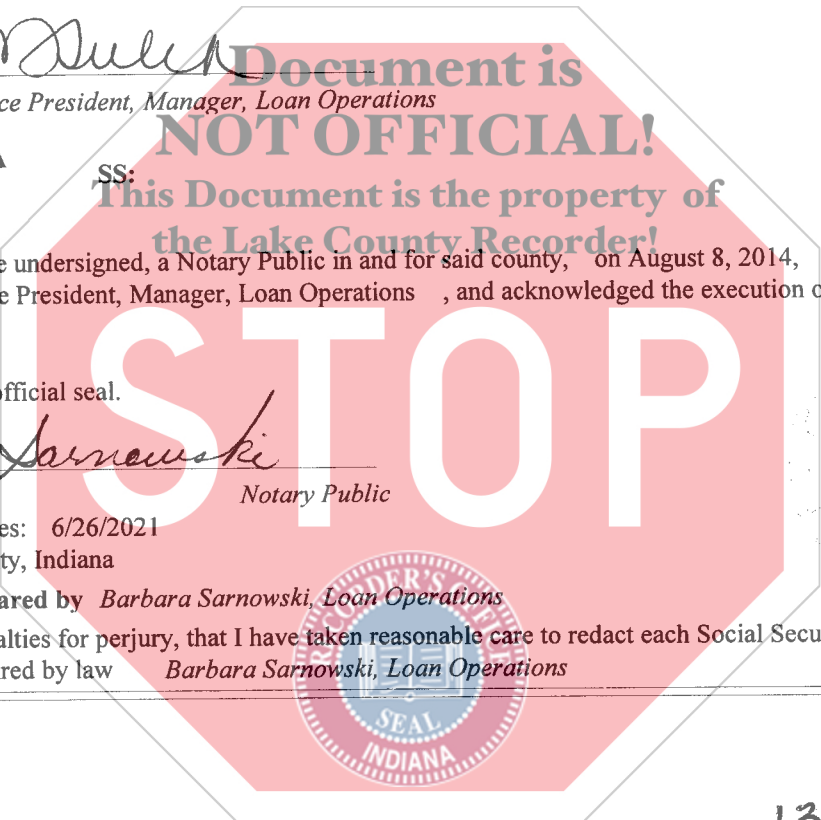 Document is
ce President, Manager, Loan Operations
NOT OFFICIAL!
SS:
This Document is the property of
the Lake County Recorder!
e undersigned, a Notary Public in and for said county, on August 8, 2014,
e President, Manager, Loan Operations , and acknowledged the execution o
STOP
fficial seal.
Sarnowski
Notary Public
es: 6/26/2021
ty, Indiana
ared by Barbara Sarnowski, Loan Operations
alties for perjury, that I have taken reasonable care to redact each Social Secu
red by law Barbara Sarnowski, Loan Operations
RECORDER'S OFFICE
SEAL
INDIANA
13